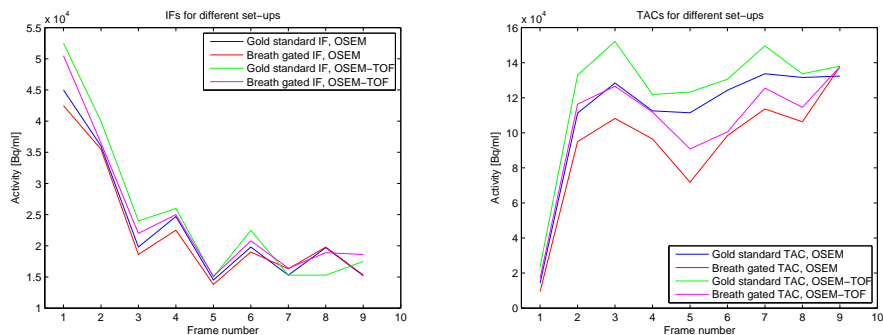 IFs for different set−ups
x 10⁴
5.5
5
4.5
4
3.5
3
2.5
2
1.5
1
Activity [Bq/ml]
1 2 3 4 5 6 7 8 9 10
Frame number
Gold standard IF, OSEM
Breath gated IF, OSEM
Gold standard IF, OSEM−TOF
Breath gated IF, OSEM−TOF
TACs for different set−ups
x 10⁴
16
14
12
10
8
6
4
2
0
Activity [Bq/ml]
1 2 3 4 5 6 7 8 9 10
Frame number
Gold standard TAC, OSEM
Breath gated TAC, OSEM
Gold standard TAC, OSEM−TOF
Breath gated TAC, OSEM−TOF